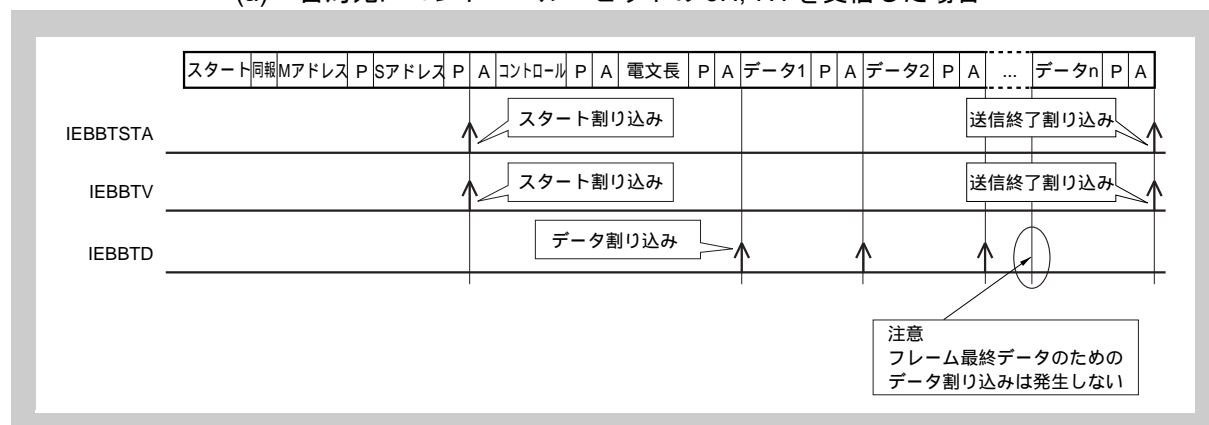 スタート 同報 Mアドレス P Sアドレス P A コントロール P A 電文長 P A データ1 P A データ2 P A ... データn P A
IEBBTSTA
スタート割り込み
送信終了割り込み
IEBBTV
スタート割り込み
送信終了割り込み
IEBBTD
データ割り込み
注意
フレーム最終データのための
データ割り込みは発生しない